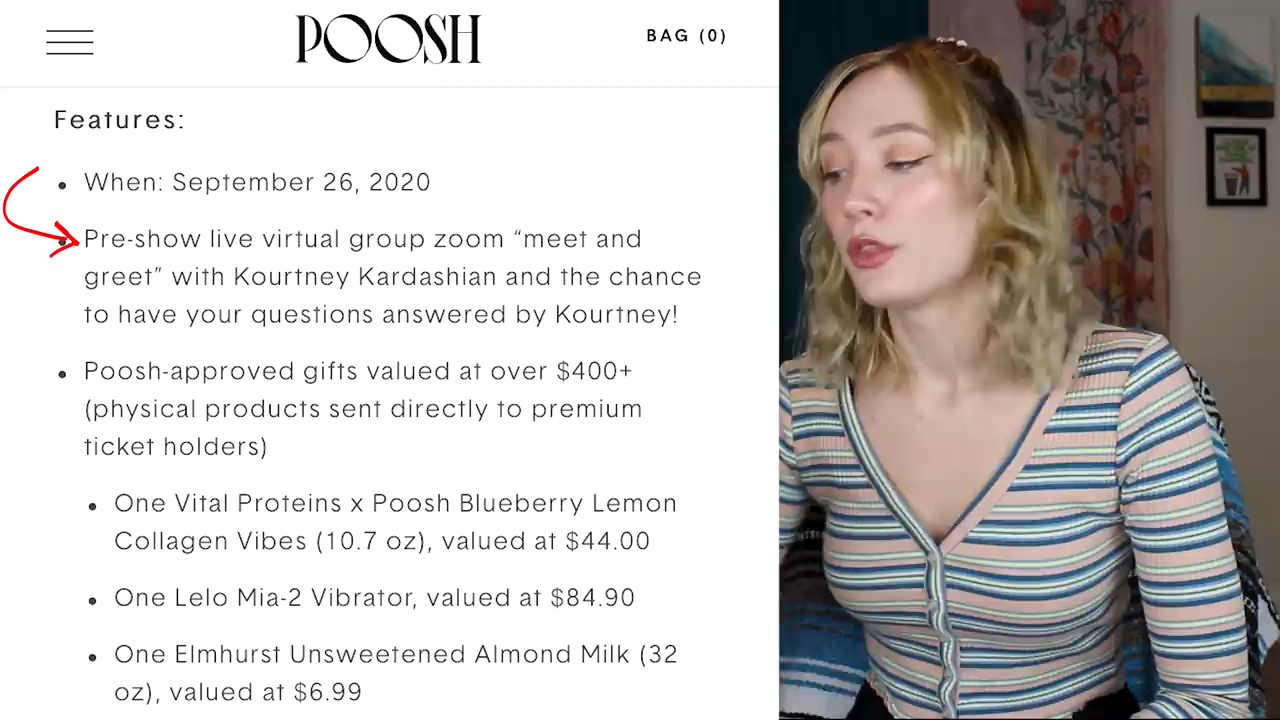 POOSH
BAG (0)
Features:
When: September 26, 2020
Pre-show live virtual group zoom “meet and
greet” with Kourtney Kardashian and the chance
to have your questions answered by Kourtney!
Poosh-approved gifts valued at over $400+
(physical products sent directly to premium
ticket holders)
One Vital Proteins x Poosh Blueberry Lemon
Collagen Vibes (10.7 oz), valued at $44.00
One Lelo Mia-2 Vibrator, valued at $84.90
One Elmhurst Unsweetened Almond Milk (32
oz), valued at $6.99